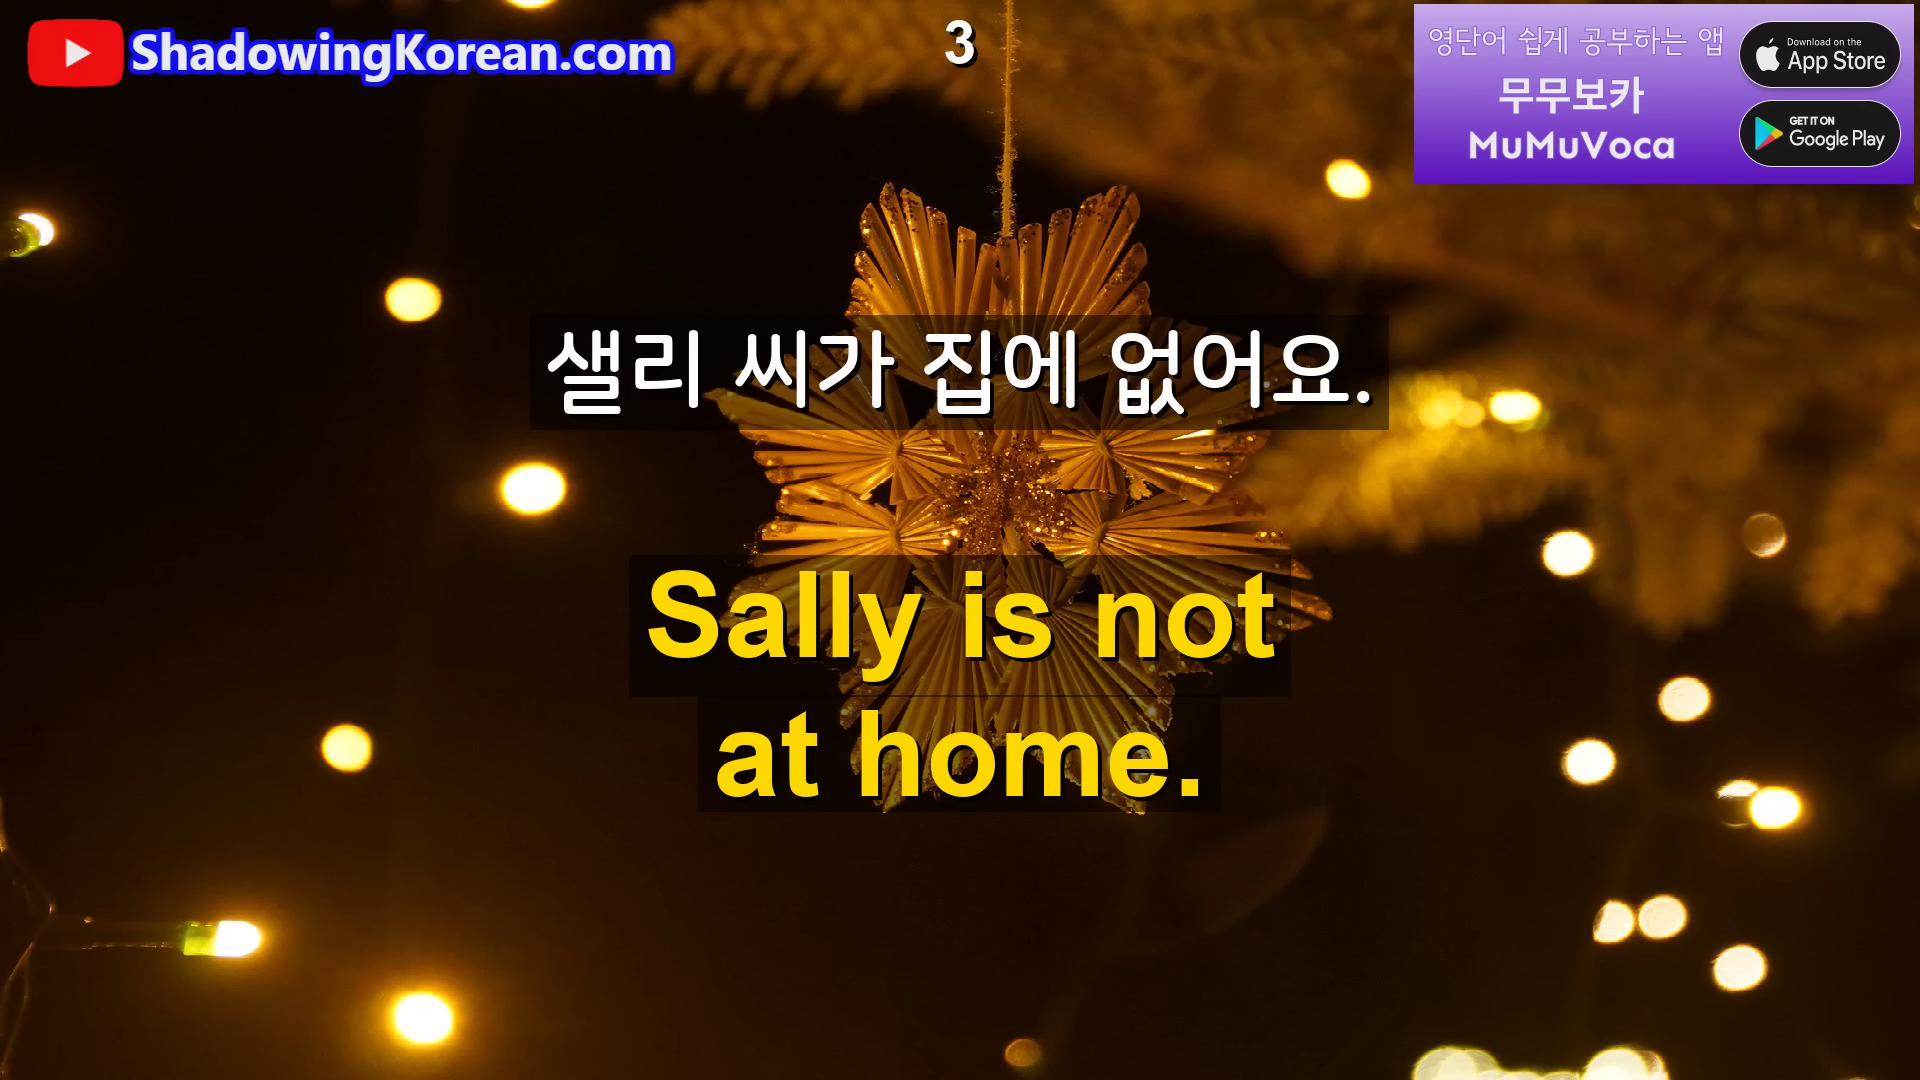 ShadowingKorean.com
3
영단어 쉽게 공부하는 앱
무무보카
MuMuVoca
Download on the
App Store
GET IT ON
Google Play
샐리 씨가 집에 없어요.
Sally is not
at home.